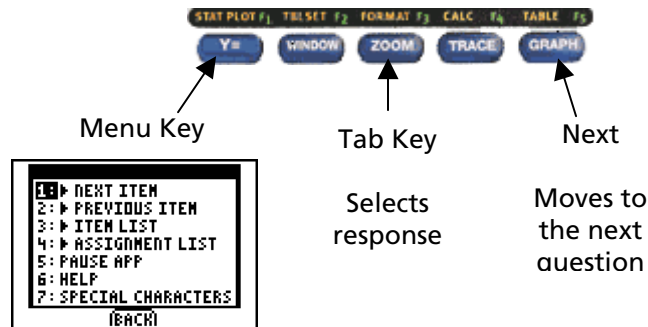 STAT PLOT F1 TBLSET F2 FORMAT F3 CALC F4 TABLE F5
Y= WINDOW ZOOM TRACE GRAPH
Menu Key
Tab Key
Next
Selects
response
Moves to
the next
question
1:▶ NEXT ITEM
2:▶ PREVIOUS ITEM
3:▶ ITEM LIST
4:▶ ASSIGNMENT LIST
5: PAUSE APP
6: HELP
7: SPECIAL CHARACTERS
BACK